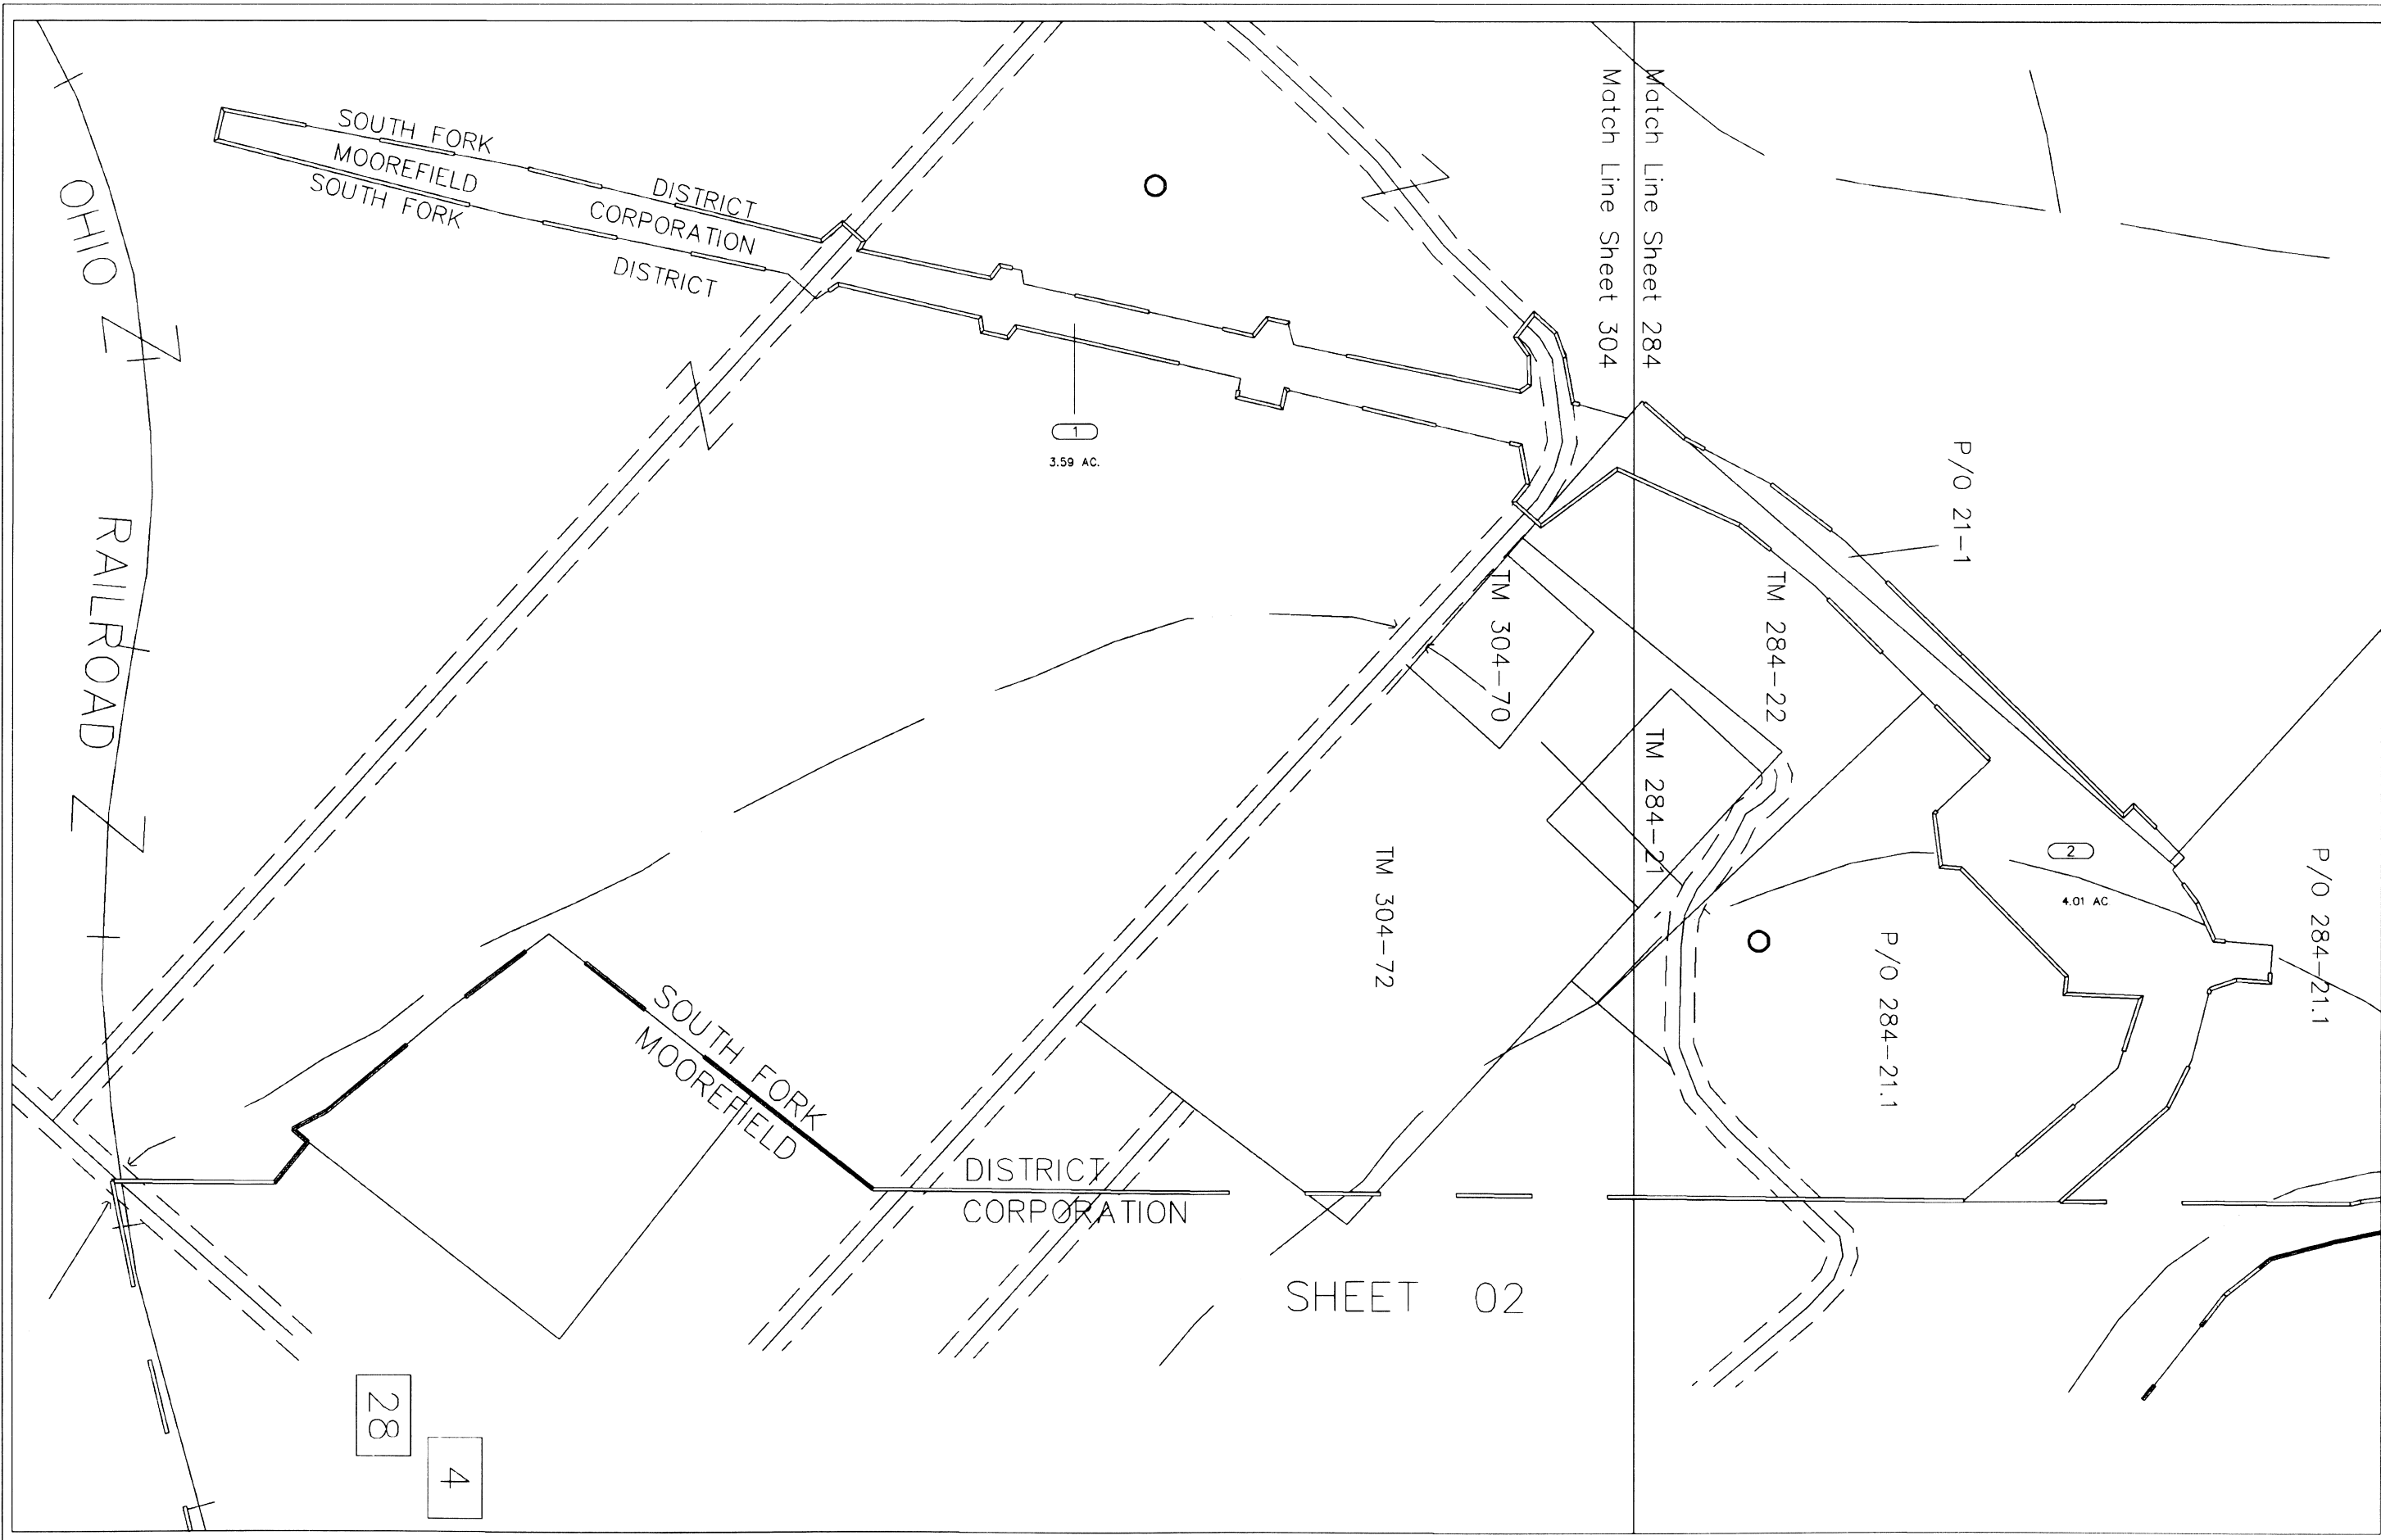 Match Line Sheet 284
Match Line Sheet 304
SOUTH FORK
MOOREFIELD
SOUTH FORK
DISTRICT
CORPORATION
DISTRICT
OHIO
RAILROAD
1
3.59 AC.
P/O 21-1
TM 304-70
TM 284-22
TM 284-21
TM 304-72
2
4.01 AC
P/O 284-21.1
P/O 284-21.1
SOUTH FORK
MOOREFIELD
DISTRICT
CORPORATION
SHEET 02
28
4